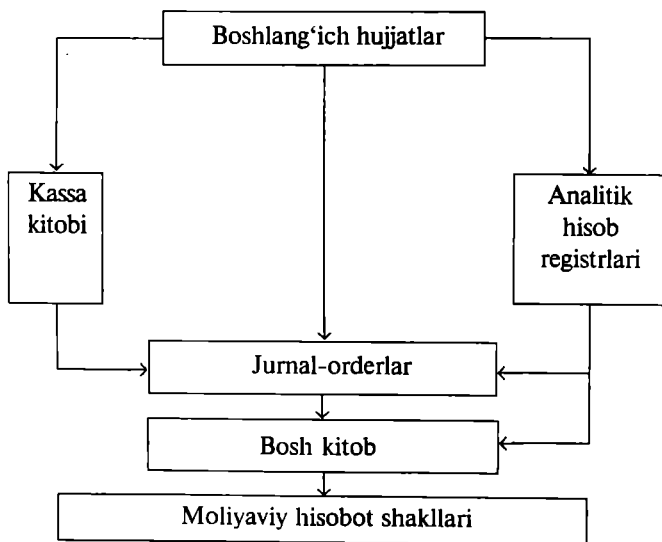 Boshlang‘ich hujjatlar
Kassa
kitobi
Analitik
hisob
registrlari
Jurnal-orderlar
Bosh kitob
Moliyaviy hisobot shakllari